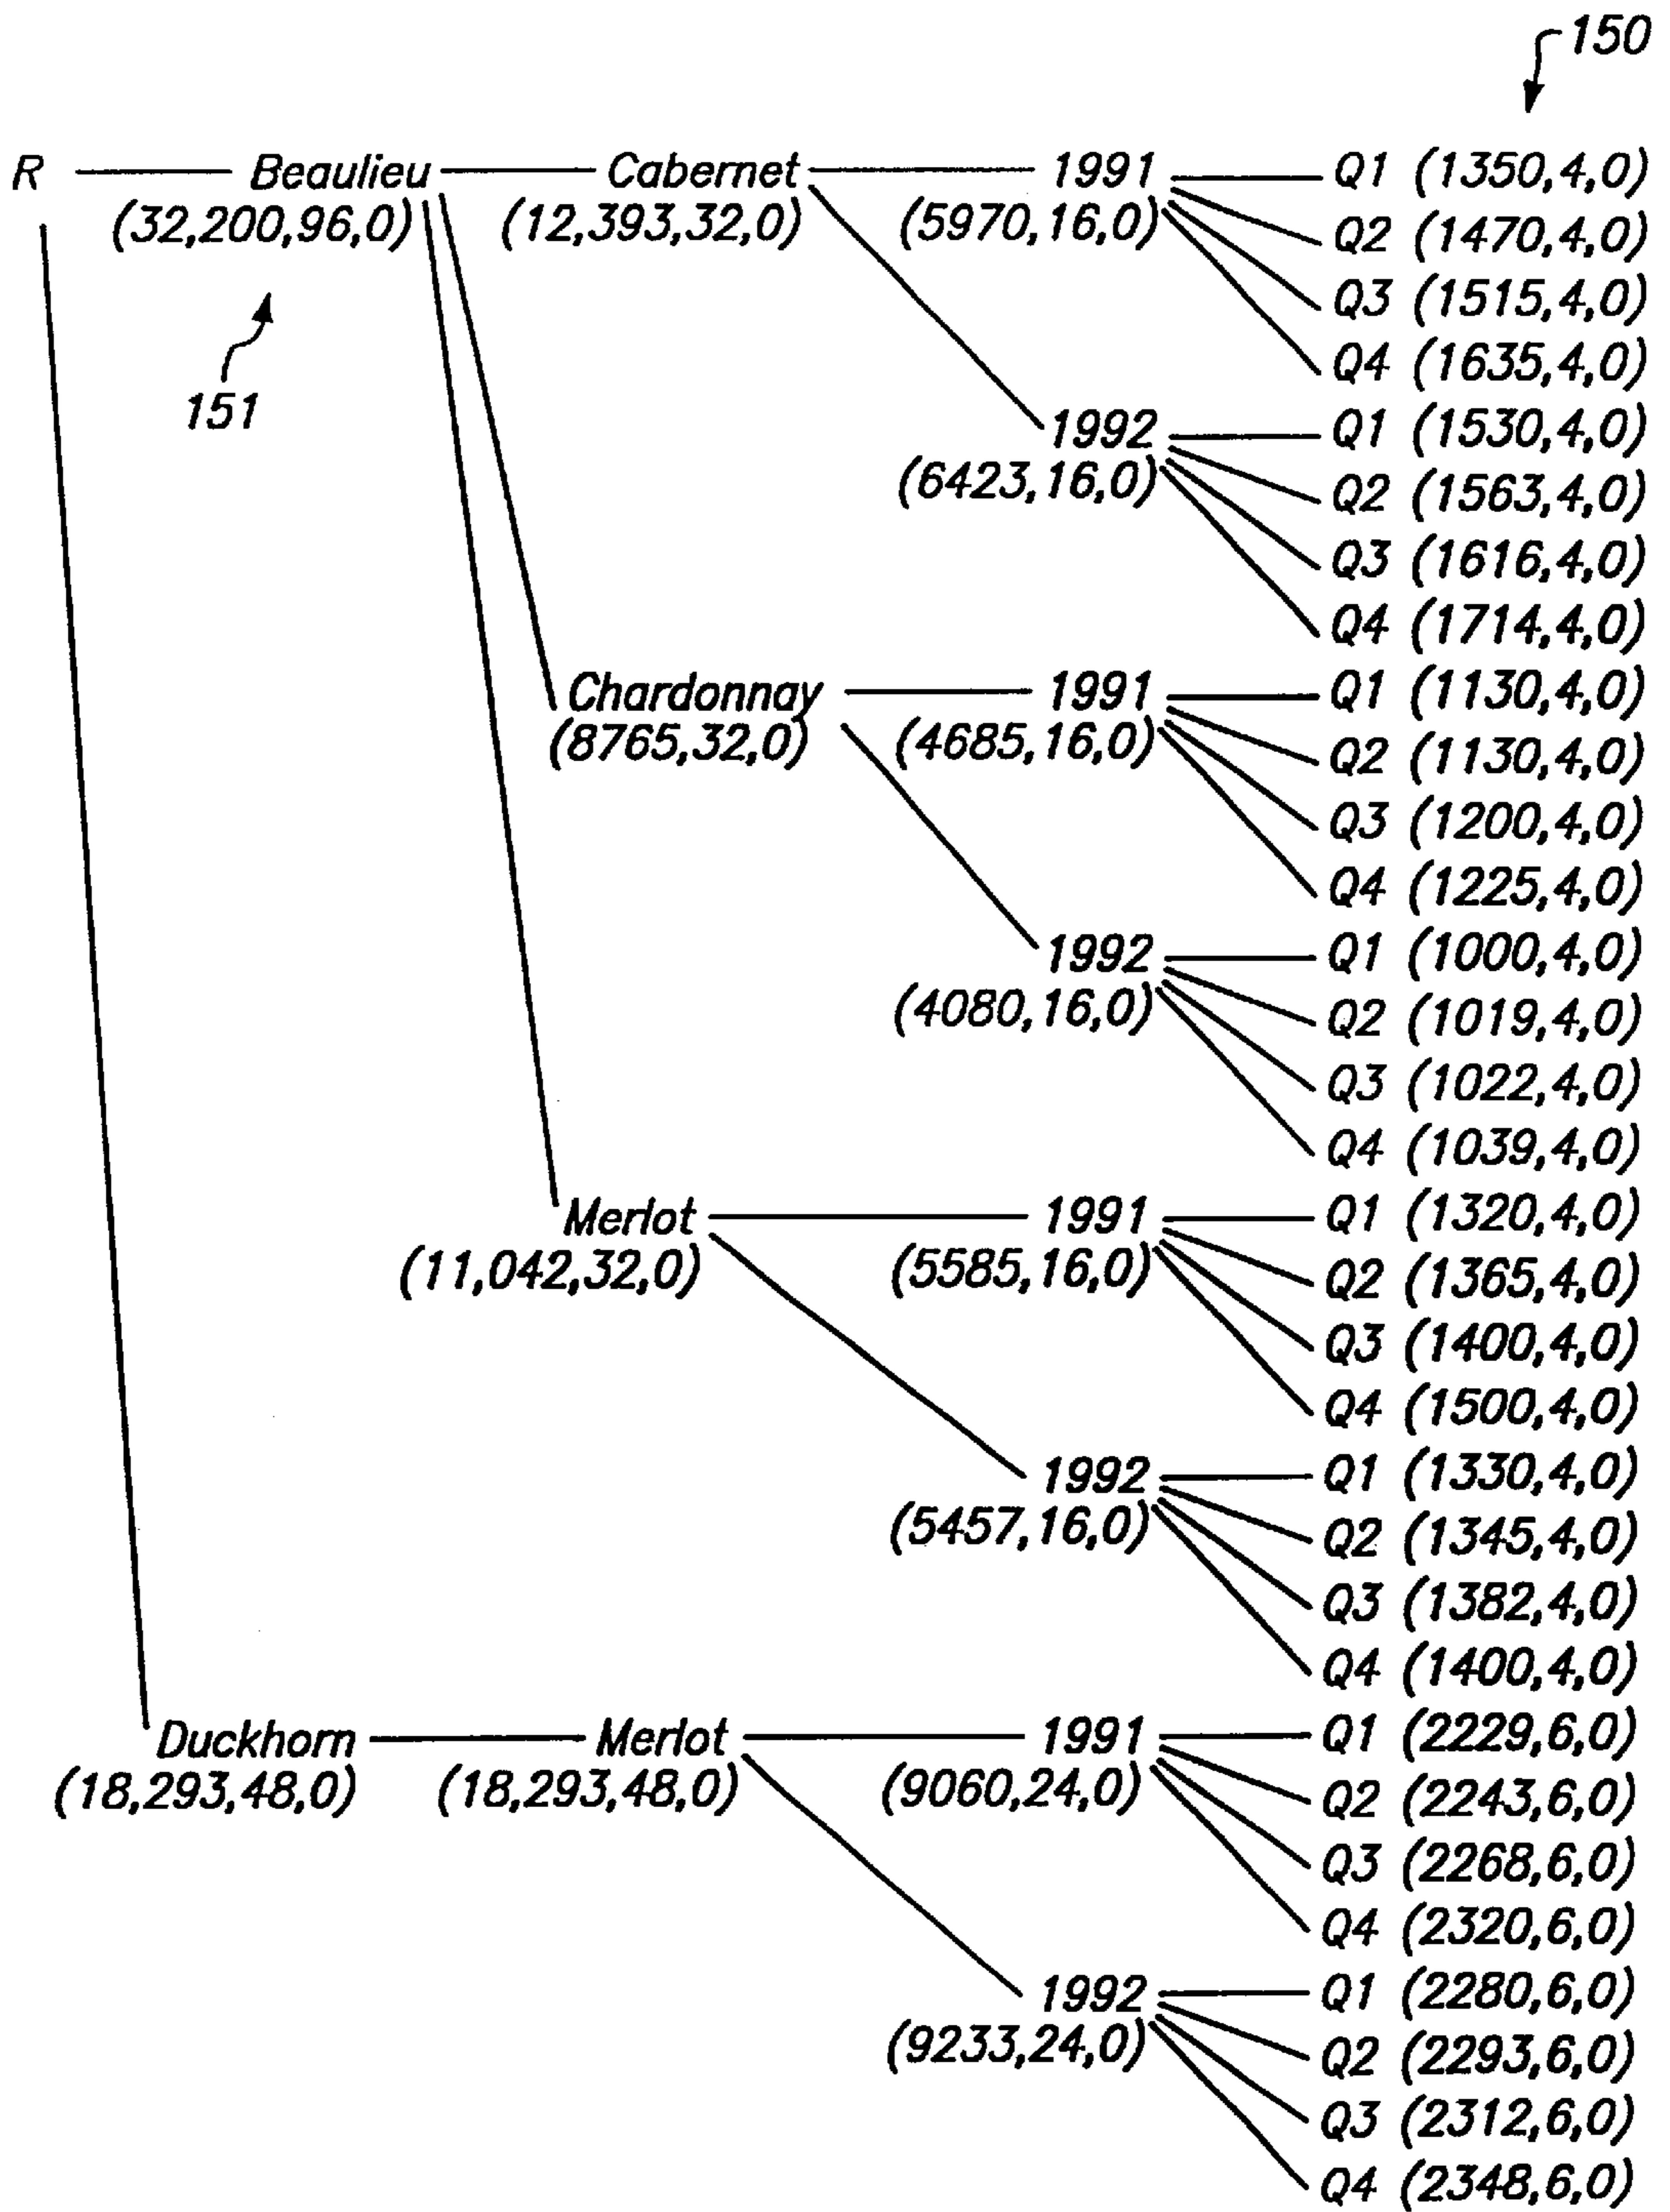 150
R Beaulieu Cabernet 1991 Q1 (1350,4,0)
(32,200,96,0) (12,393,32,0) (5970,16,0) Q2 (1470,4,0)
Q3 (1515,4,0)
Q4 (1635,4,0)
151
1992 Q1 (1530,4,0)
(6423,16,0) Q2 (1563,4,0)
Q3 (1616,4,0)
Q4 (1714,4,0)
Chardonnay 1991 Q1 (1130,4,0)
(8765,32,0) (4685,16,0) Q2 (1130,4,0)
Q3 (1200,4,0)
Q4 (1225,4,0)
1992 Q1 (1000,4,0)
(4080,16,0) Q2 (1019,4,0)
Q3 (1022,4,0)
Q4 (1039,4,0)
Merlot 1991 Q1 (1320,4,0)
(11,042,32,0) (5585,16,0) Q2 (1365,4,0)
Q3 (1400,4,0)
Q4 (1500,4,0)
1992 Q1 (1330,4,0)
(5457,16,0) Q2 (1345,4,0)
Q3 (1382,4,0)
Q4 (1400,4,0)
Duckhorn Merlot 1991 Q1 (2229,6,0)
(18,293,48,0) (18,293,48,0) (9060,24,0) Q2 (2243,6,0)
Q3 (2268,6,0)
Q4 (2320,6,0)
1992 Q1 (2280,6,0)
(9233,24,0) Q2 (2293,6,0)
Q3 (2312,6,0)
Q4 (2348,6,0)